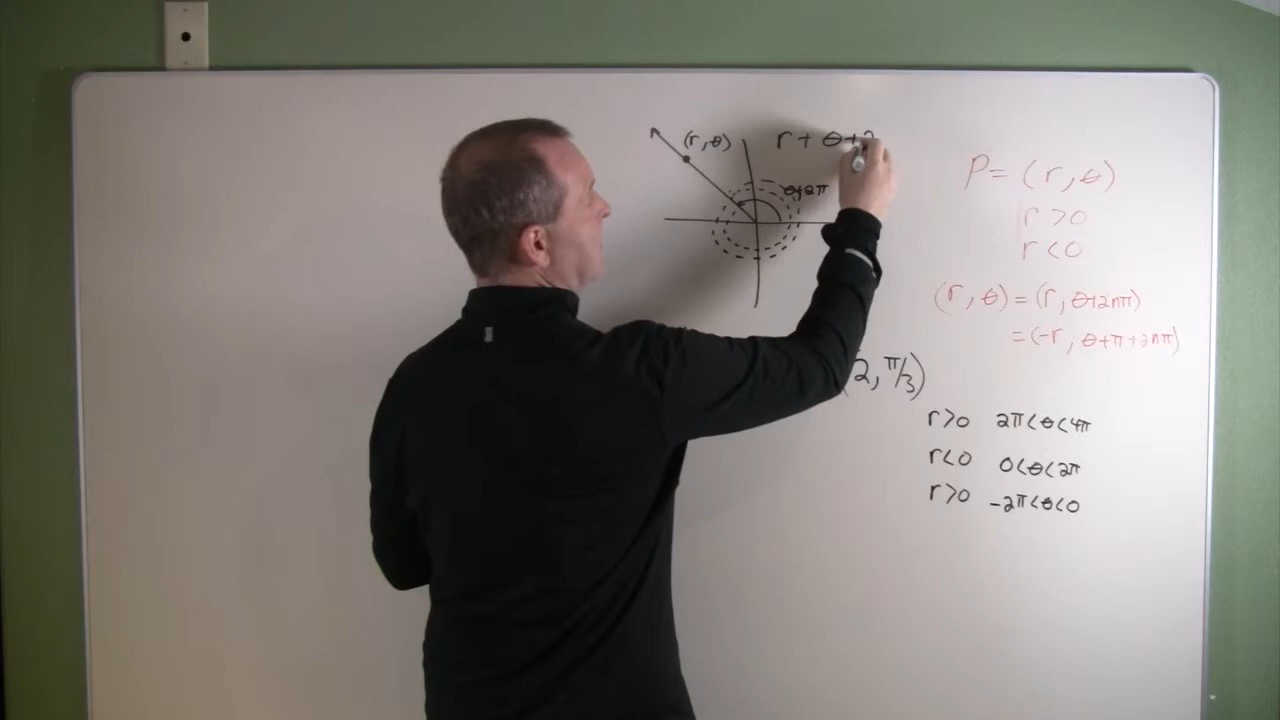 (r, θ)
r + θ+2
θ+2π
P = (r, θ)
r > 0
r < 0
(r, θ) = (r, θ+2nπ)
= (-r, θ+π+2nπ)
(2, π/3)
r>0 2π<θ<4π
r<0 0<θ<2π
r>0 -2π<θ<0